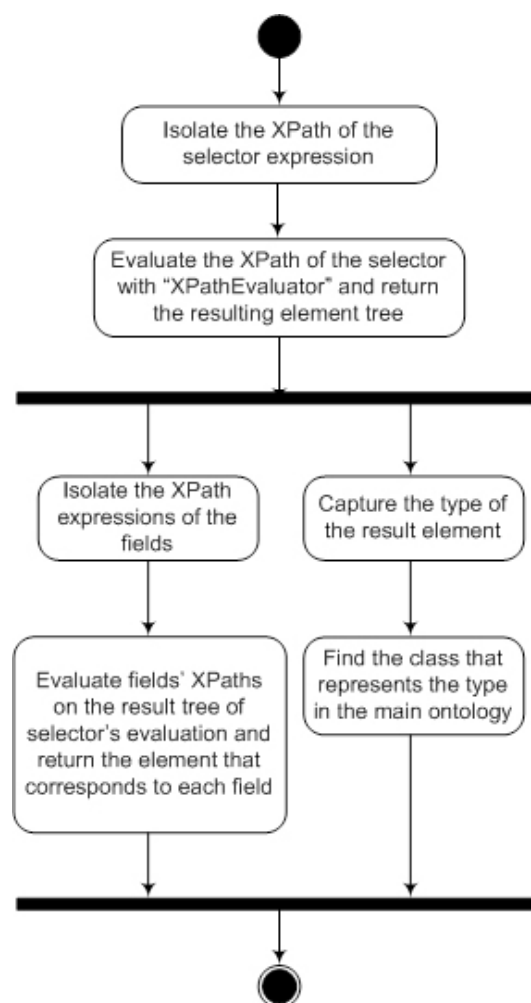 Isolate the XPath of the
selector expression
Evaluate the XPath of the selector
with “XPathEvaluator” and return
the resulting element tree
Isolate the XPath
expressions of the
fields
Capture the type of
the result element
Evaluate fields’ XPaths
on the result tree of
selector’s evaluation and
return the element that
corresponds to each field
Find the class that
represents the type
in the main ontology